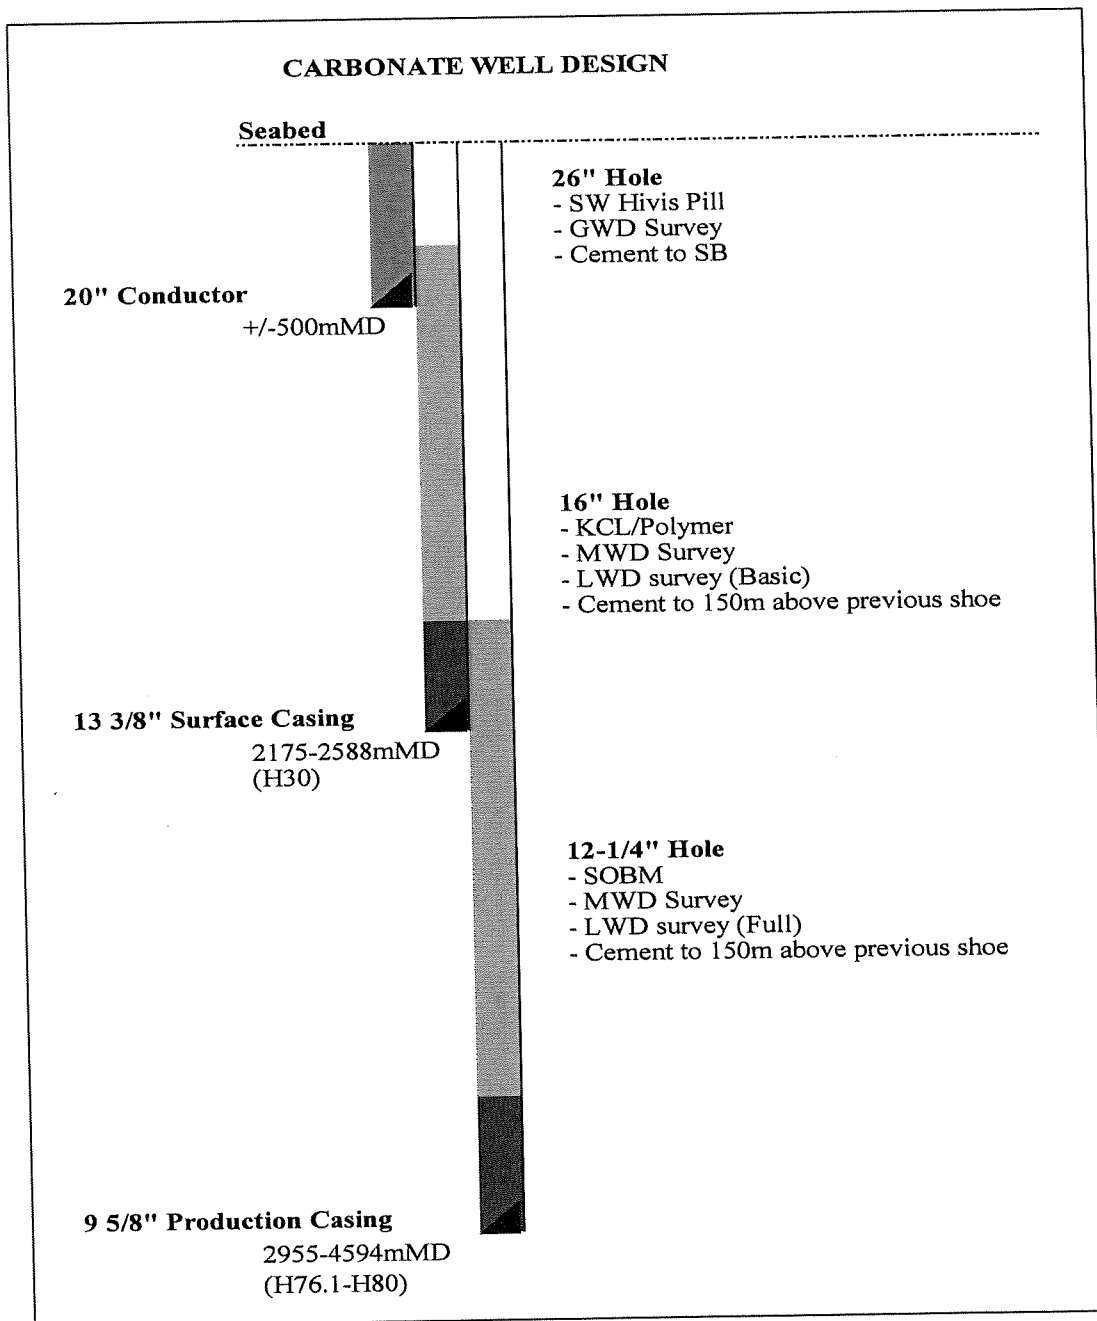 CARBONATE WELL DESIGN
Seabed
26" Hole
- SW Hivis Pill
- GWD Survey
- Cement to SB
20" Conductor
+/-500mMD
16" Hole
- KCL/Polymer
- MWD Survey
- LWD survey (Basic)
- Cement to 150m above previous shoe
13 3/8" Surface Casing
2175-2588mMD
(H30)
12-1/4" Hole
- SOBM
- MWD Survey
- LWD survey (Full)
- Cement to 150m above previous shoe
9 5/8" Production Casing
2955-4594mMD
(H76.1-H80)